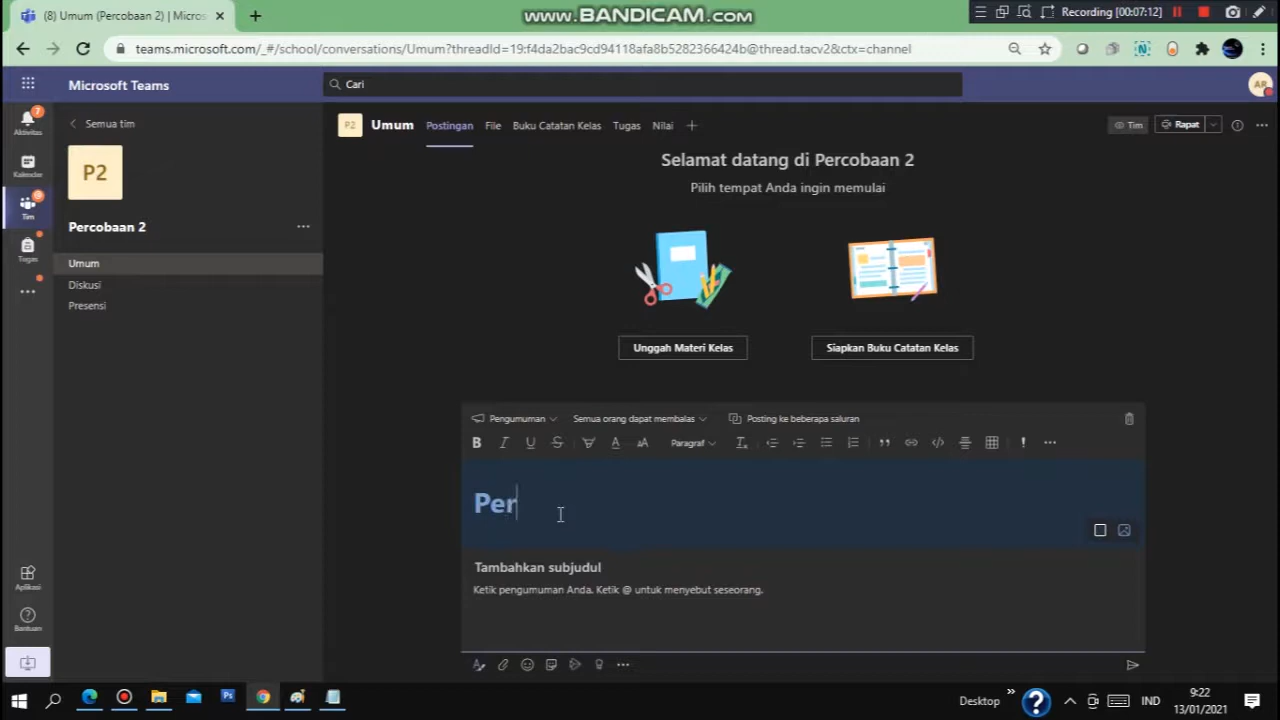 (8) Umum (Percobaan 2) | Micros
www.BANDICAM.com
Recording [00:07:12]
teams.microsoft.com/_#/school/conversations/Umum?threadId=19:f4da2bac9cd94118afa8b5282366424b@thread.tacv2&ctx=channel
Microsoft Teams
Cari
AR
7
Aktivitas
Kalender
Tim
Tugas
Aplikasi
Bantuan
Semua tim
P2
Percobaan 2
Umum
Diskusi
Presensi
P2
Umum
Postingan
File
Buku Catatan Kelas
Tugas
Nilai
Tim
Rapat
Selamat datang di Percobaan 2
Pilih tempat Anda ingin memulai
Unggah Materi Kelas
Siapkan Buku Catatan Kelas
Pengumuman
Semua orang dapat membalas
Posting ke beberapa saluran
B I U S A AA Paragraf
Per
Tambahkan subjudul
Ketik pengumuman Anda. Ketik @ untuk menyebut seseorang.
Ps
Desktop
IND
9:22
13/01/2021